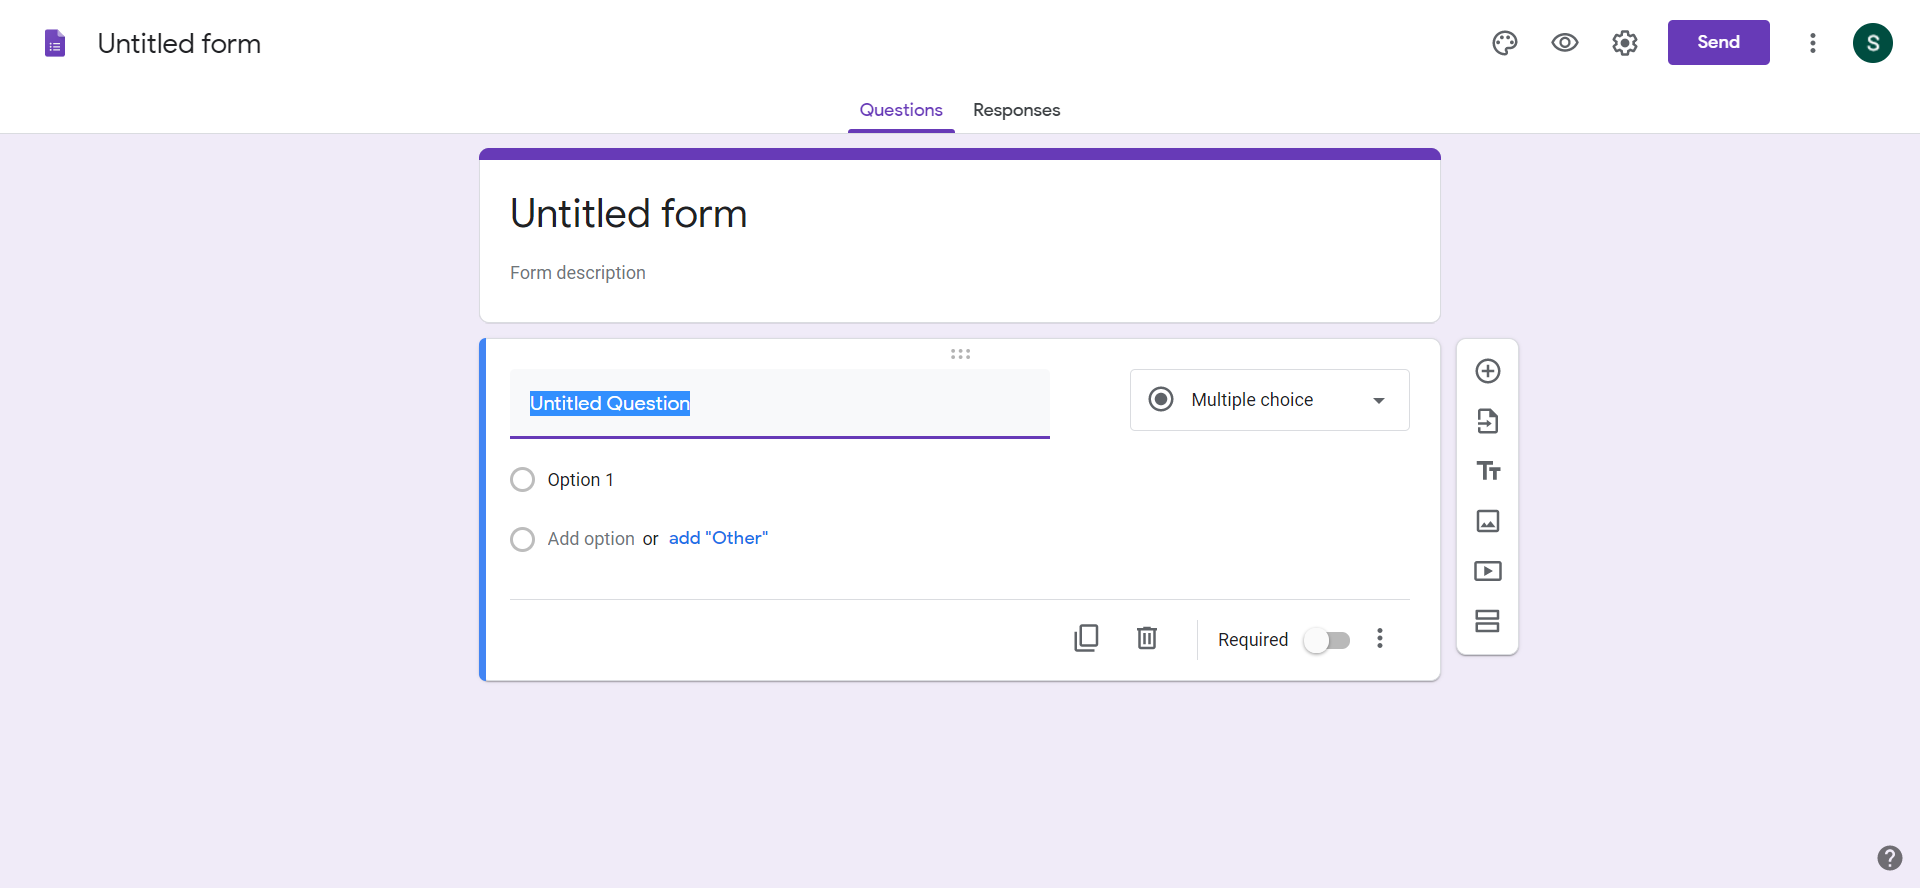 Untitled form
Send
S
Questions Responses
Untitled form
Form description
Untitled Question
Multiple choice
Option 1
Add option or add "Other"
Required